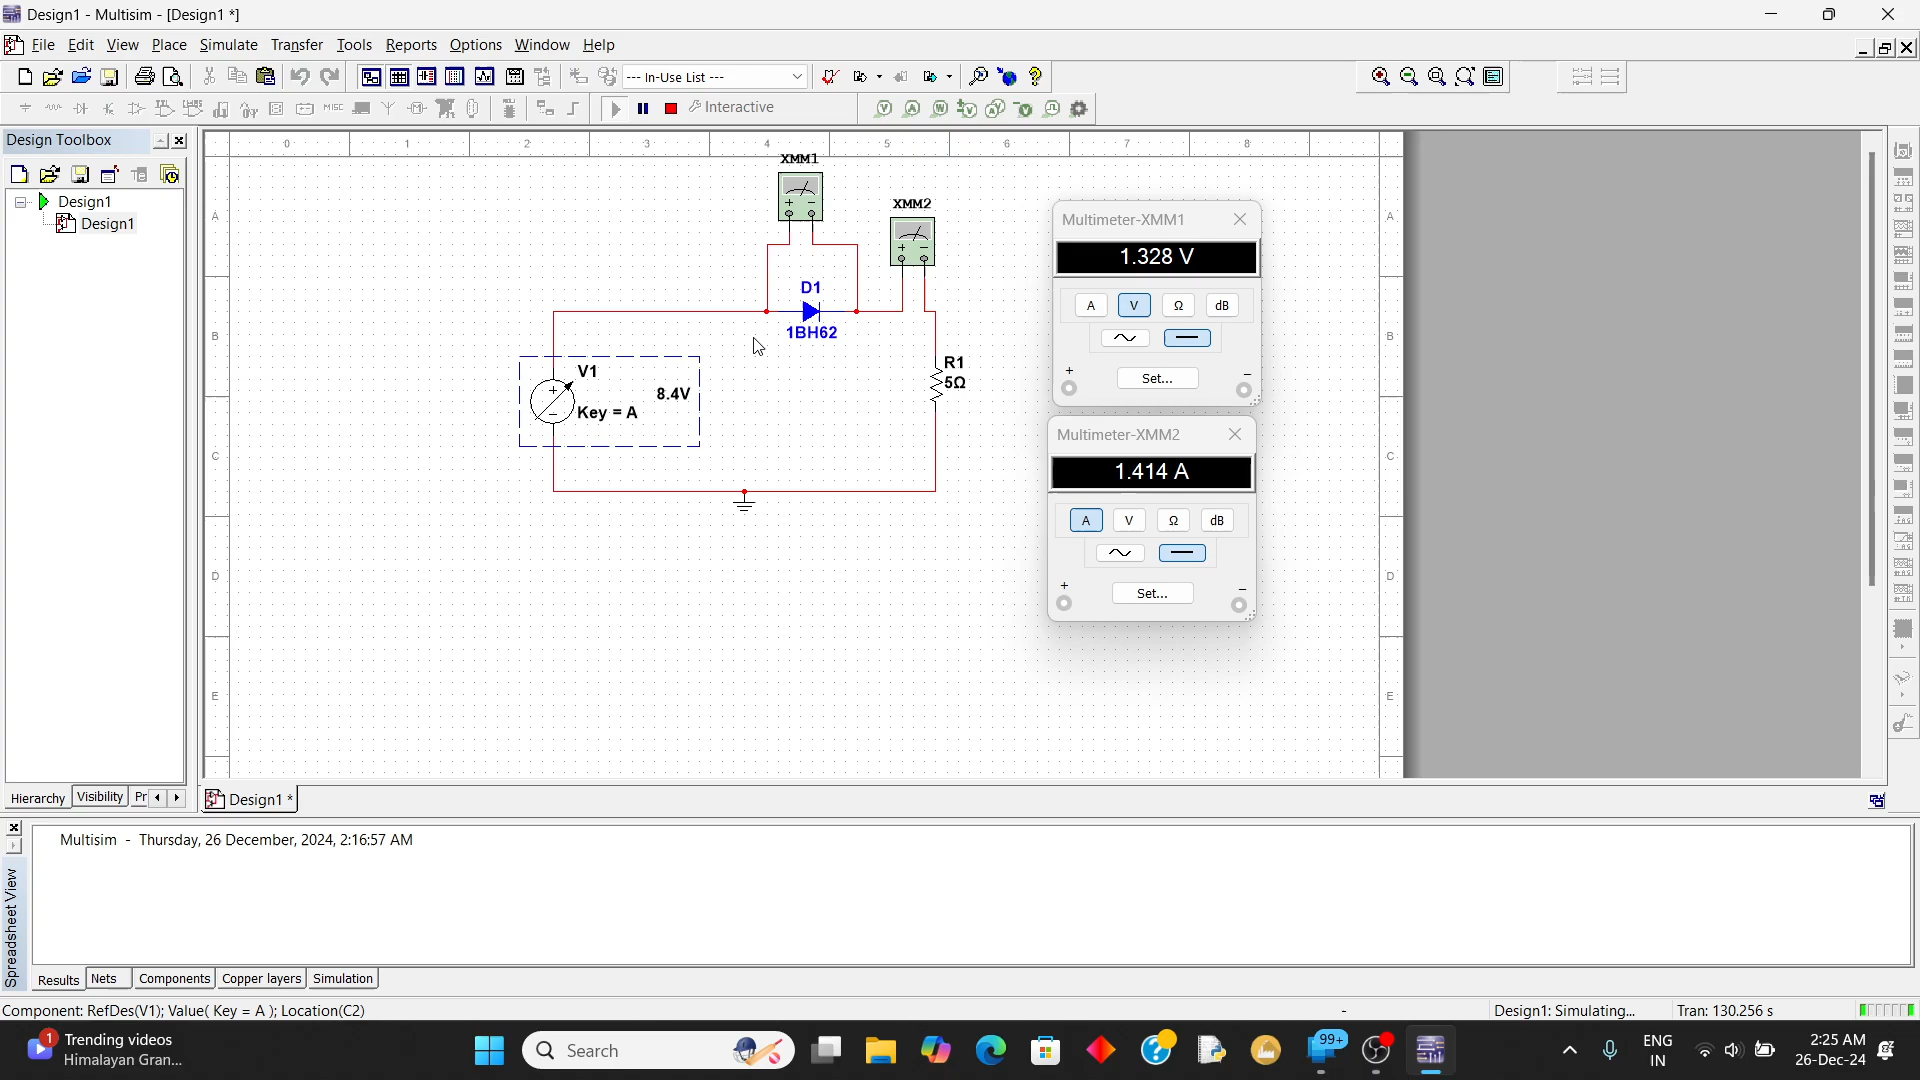 Design1 - Multisim - [Design1 *]
File Edit View Place Simulate Transfer Tools Reports Options Window Help
--- In-Use List ---
MISC
Interactive
Design Toolbox
Design1
Design1
0 1 2 3 4 5 6 7 8
A
B
C
D
E
A
B
C
D
E
XMM1
XMM2
D1
1BH62
V1
8.4V
Key = A
R1
5Ω
Multimeter-XMM1
1.328 V
A V Ω dB
+ Set... –
Multimeter-XMM2
1.414 A
A V Ω dB
+ Set... –
Hierarchy Visibility Pr
Design1 *
Multisim - Thursday, 26 December, 2024, 2:16:57 AM
Spreadsheet View
Results Nets Components Copper layers Simulation
Component: RefDes(V1); Value( Key = A ); Location(C2)
-
Design1: Simulating... Tran: 130.256 s
1
Trending videos
Himalayan Gran...
Search
99+
ENG
IN
2:25 AM
26-Dec-24